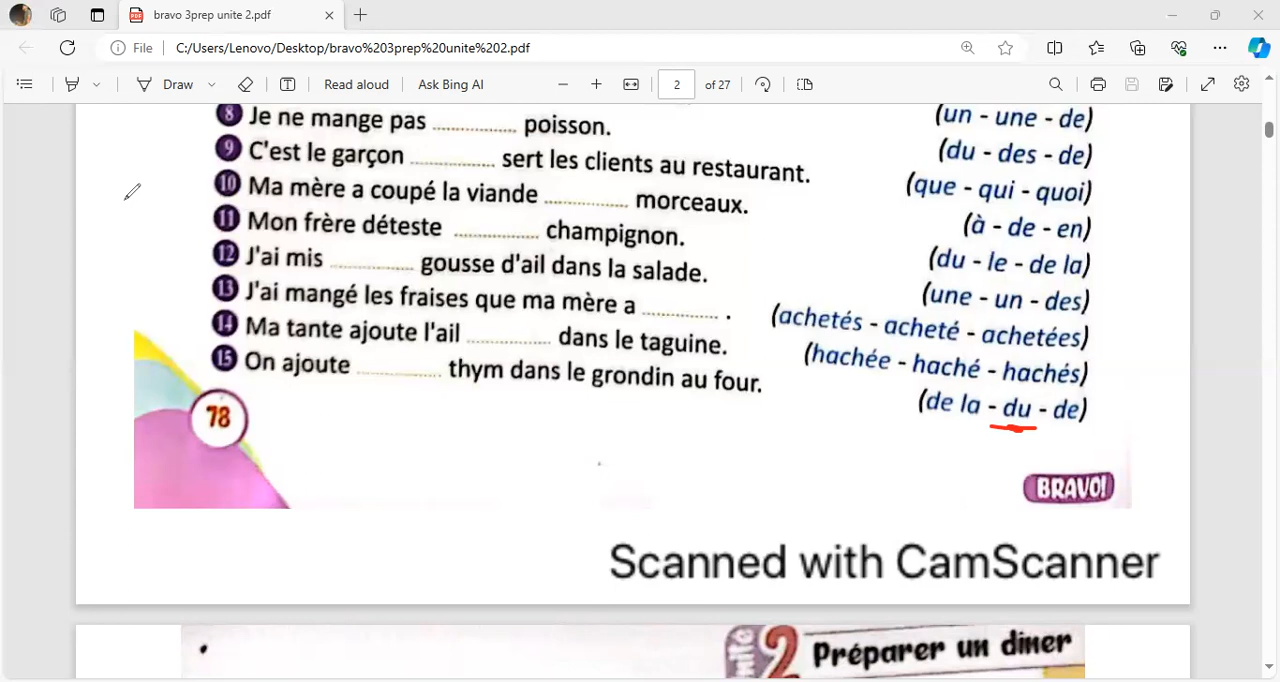 bravo 3prep unite 2.pdf
File C:/Users/Lenovo/Desktop/bravo%203prep%20unite%202.pdf
Draw Read aloud Ask Bing AI 2 of 27
8 Je ne mange pas ............... poisson. (un - une - de)
9 C'est le garçon ............... sert les clients au restaurant. (du - des - de)
10 Ma mère a coupé la viande ............... morceaux. (que - qui - quoi)
11 Mon frère déteste ............... champignon. (à - de - en)
12 J'ai mis ............... gousse d'ail dans la salade. (du - le - de la)
13 J'ai mangé les fraises que ma mère a ............... . (une - un - des)
14 Ma tante ajoute l'ail ............... dans le taguine. (achetés - acheté - achetées)
15 On ajoute ............... thym dans le grondin au four. (hachée - haché - hachés)
(de la - du - de)
78
BRAVO!
Scanned with CamScanner
2 Préparer un dîner